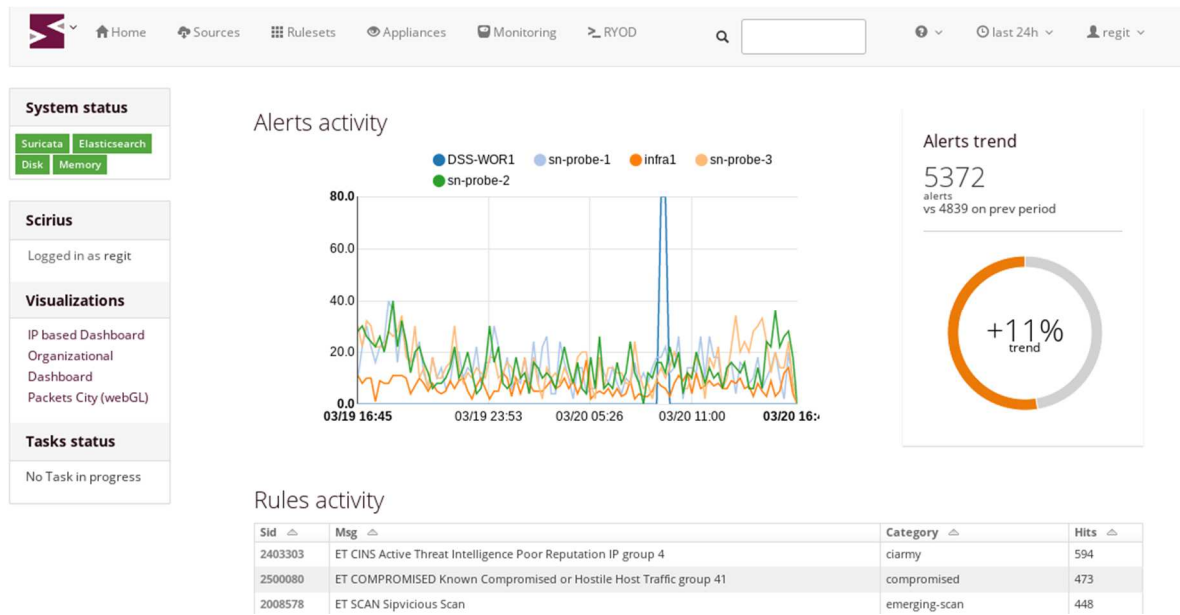 Home Sources Rulesets Appliances Monitoring >_ RYOD last 24h regit
System status
Suricata Elasticsearch
Disk Memory
Scirius
Logged in as regit
Visualizations
IP based Dashboard
Organizational
Dashboard
Packets City (webGL)
Tasks status
No Task in progress
Alerts activity
DSS-WOR1 sn-probe-1 infra1 sn-probe-3
sn-probe-2
80.0
60.0
40.0
20.0
0.0
03/19 16:45 03/19 23:53 03/20 05:26 03/20 11:00 03/20 16:
Alerts trend
5372
alerts
vs 4839 on prev period
+11%
trend
Rules activity
Sid Msg Category Hits
2403303 ET CINS Active Threat Intelligence Poor Reputation IP group 4 ciarmy 594
2500080 ET COMPROMISED Known Compromised or Hostile Host Traffic group 41 compromised 473
2008578 ET SCAN Sipvicious Scan emerging-scan 448